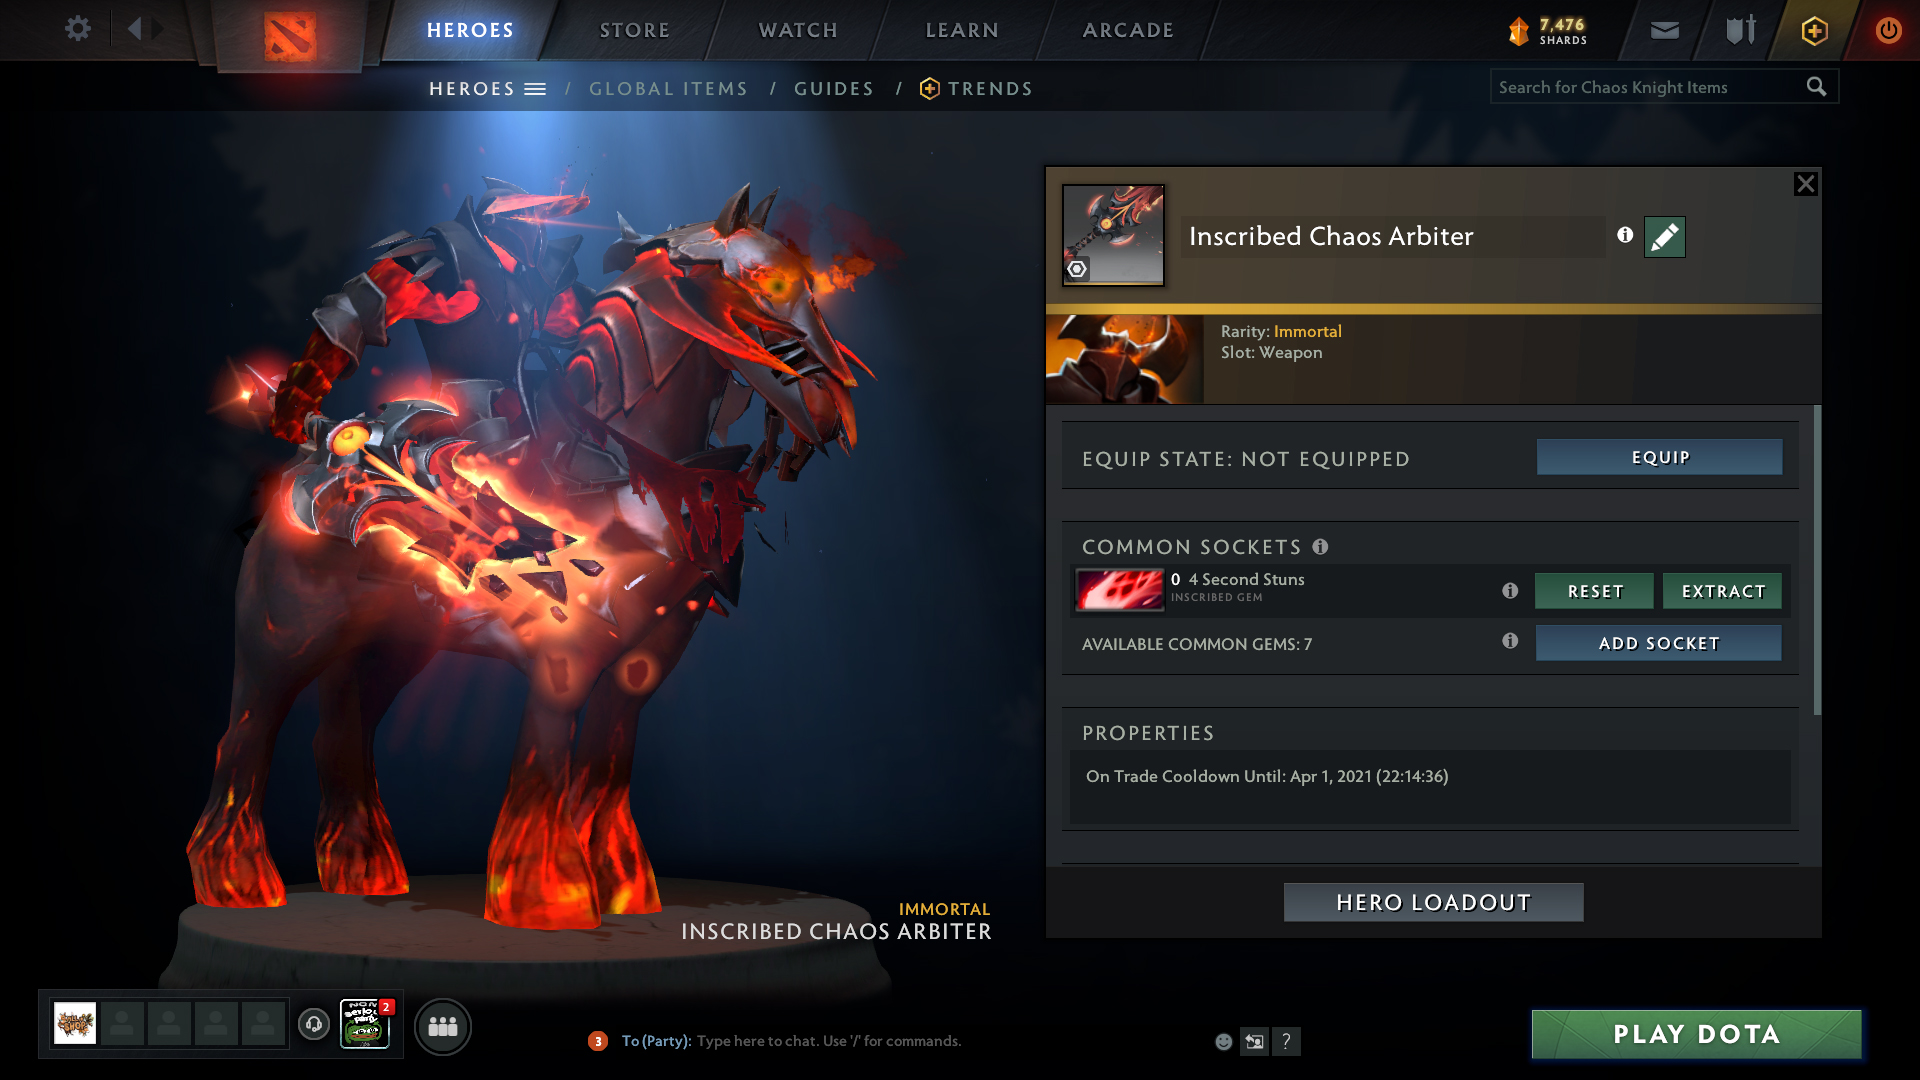 HEROES
STORE
WATCH
LEARN
ARCADE
7,476
SHARDS
HEROES / GLOBAL ITEMS / GUIDES / TRENDS
Search for Chaos Knight Items
Inscribed Chaos Arbiter
Rarity: Immortal
Slot: Weapon
EQUIP STATE: NOT EQUIPPED
EQUIP
COMMON SOCKETS
0 4 Second Stuns
INSCRIBED GEM
RESET
EXTRACT
AVAILABLE COMMON GEMS: 7
ADD SOCKET
PROPERTIES
On Trade Cooldown Until: Apr 1, 2021 (22:14:36)
HERO LOADOUT
IMMORTAL
INSCRIBED CHAOS ARBITER
2
3
To (Party): Type here to chat. Use '/' for commands.
?
PLAY DOTA